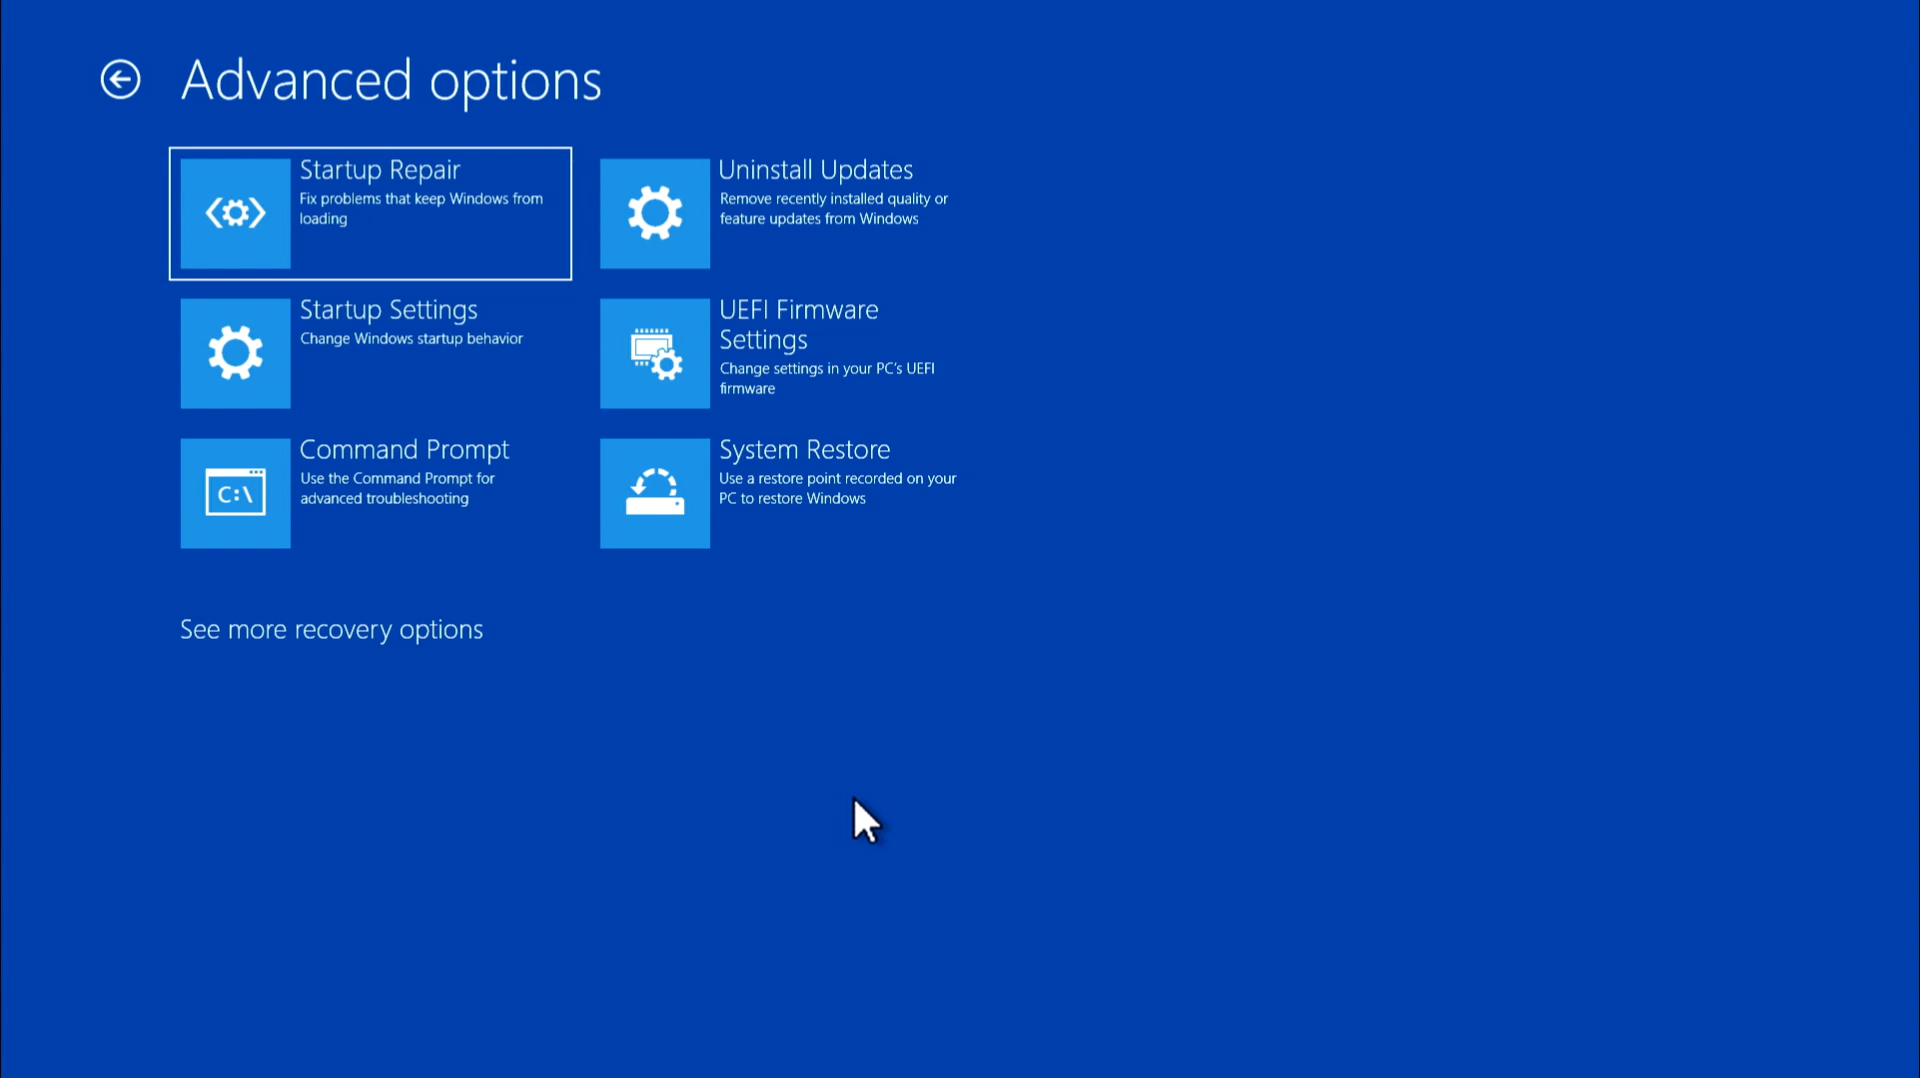 Advanced options
Startup Repair
Fix problems that keep Windows from
loading
Uninstall Updates
Remove recently installed quality or
feature updates from Windows
Startup Settings
Change Windows startup behavior
UEFI Firmware
Settings
Change settings in your PC's UEFI
firmware
Command Prompt
Use the Command Prompt for
advanced troubleshooting
C:\
System Restore
Use a restore point recorded on your
PC to restore Windows
See more recovery options